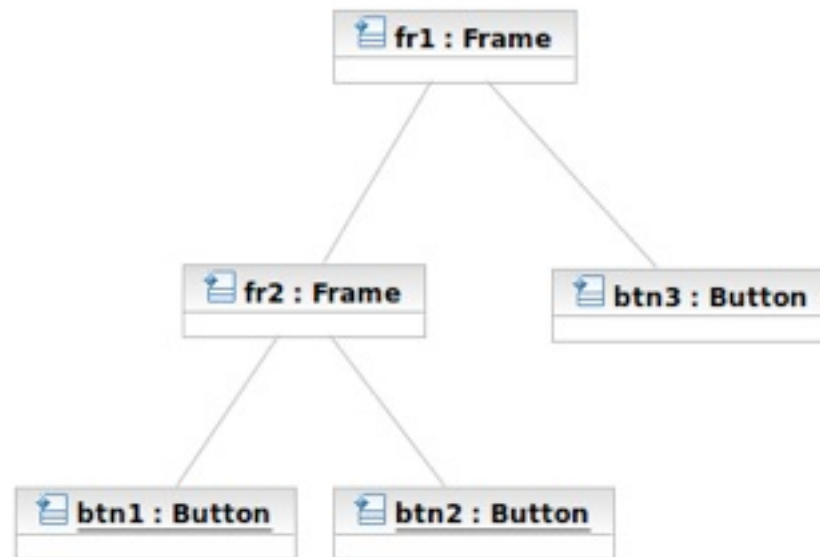 fr1 : Frame
fr2 : Frame
btn3 : Button
btn1 : Button
btn2 : Button